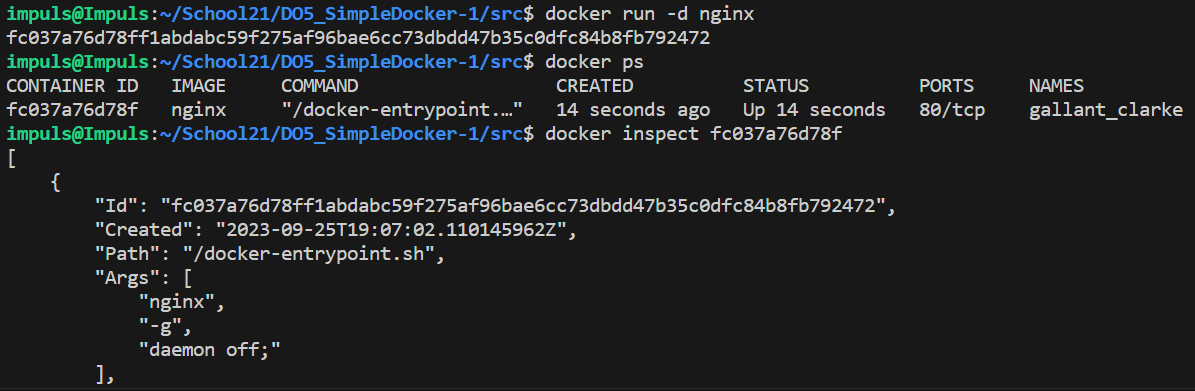 impuls@Impuls:~/School21/DO5_SimpleDocker-1/src$ docker run -d nginx
fc037a76d78ff1abdabc59f275af96bae6cc73dbdd47b35c0dfc84b8fb792472
impuls@Impuls:~/School21/DO5_SimpleDocker-1/src$ docker ps
CONTAINER ID   IMAGE     COMMAND                  CREATED          STATUS          PORTS     NAMES
fc037a76d78f   nginx     "/docker-entrypoint.…"   14 seconds ago   Up 14 seconds   80/tcp    gallant_clarke
impuls@Impuls:~/School21/DO5_SimpleDocker-1/src$ docker inspect fc037a76d78f
[
    {
        "Id": "fc037a76d78ff1abdabc59f275af96bae6cc73dbdd47b35c0dfc84b8fb792472",
        "Created": "2023-09-25T19:07:02.110145962Z",
        "Path": "/docker-entrypoint.sh",
        "Args": [
            "nginx",
            "-g",
            "daemon off;"
        ],